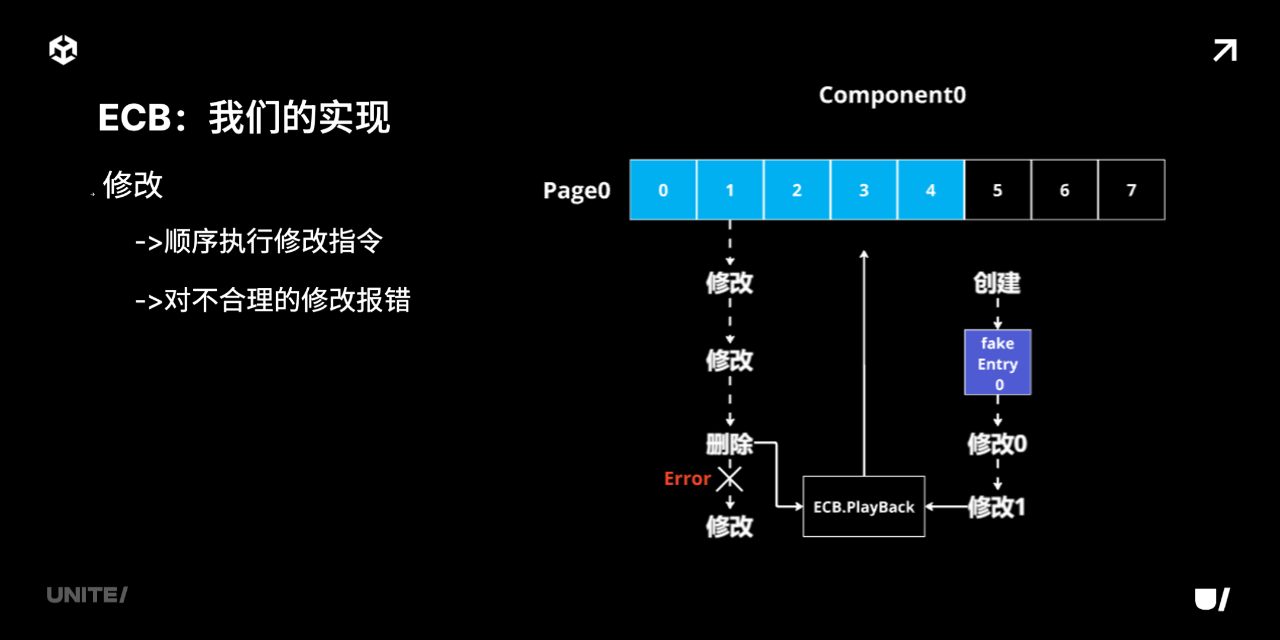 ECB：我们的实现
修改
->顺序执行修改指令
->对不合理的修改报错
Component0
Page0
0 1 2 3 4 5 6 7
修改
修改
删除
Error
修改
创建
fake
Entry
0
修改0
修改1
ECB.PlayBack
UNITE/
U/